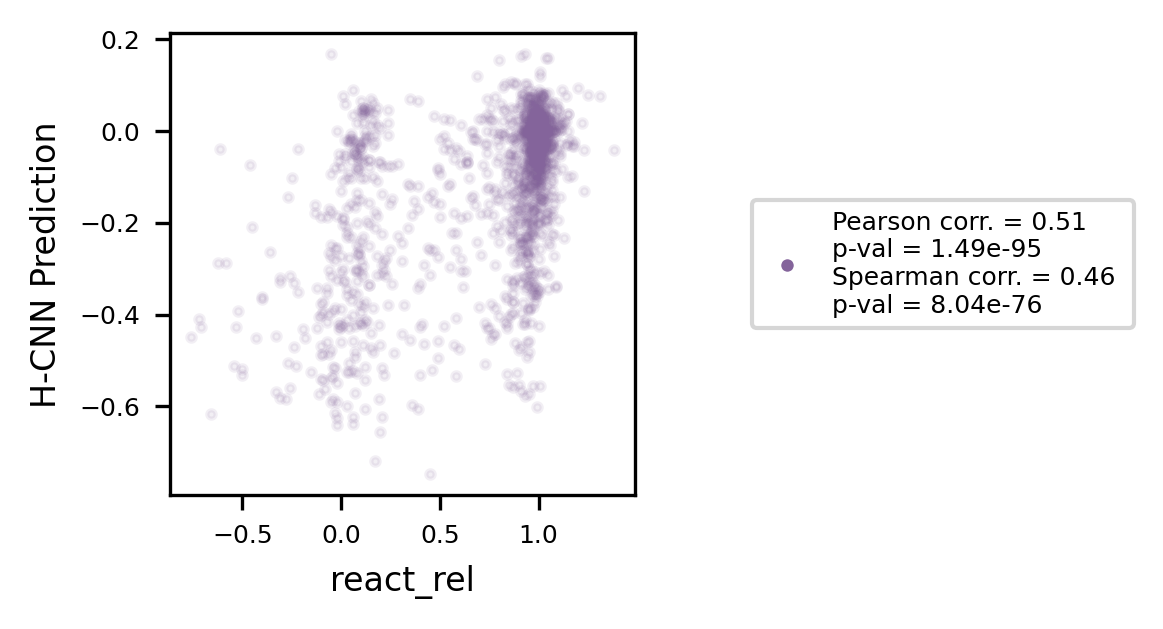 0.2
0.0
−0.2
−0.4
−0.6
H-CNN Prediction
−0.5
0.0
0.5
1.0
react_rel
Pearson corr. = 0.51
p-val = 1.49e-95
Spearman corr. = 0.46
p-val = 8.04e-76